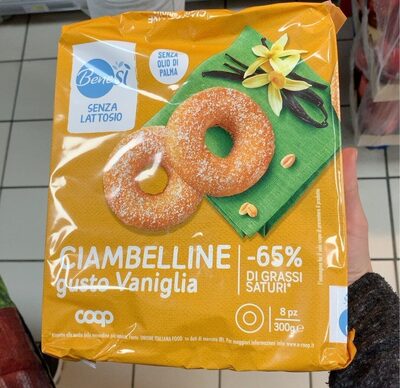 BeneSì
SENZA
LATTOSIO
SENZA
OLIO DI
PALMA
CIAMBELLINE
gusto Vaniglia
-65%
DI GRASSI
SATURI*
8 pz
300g e
coop